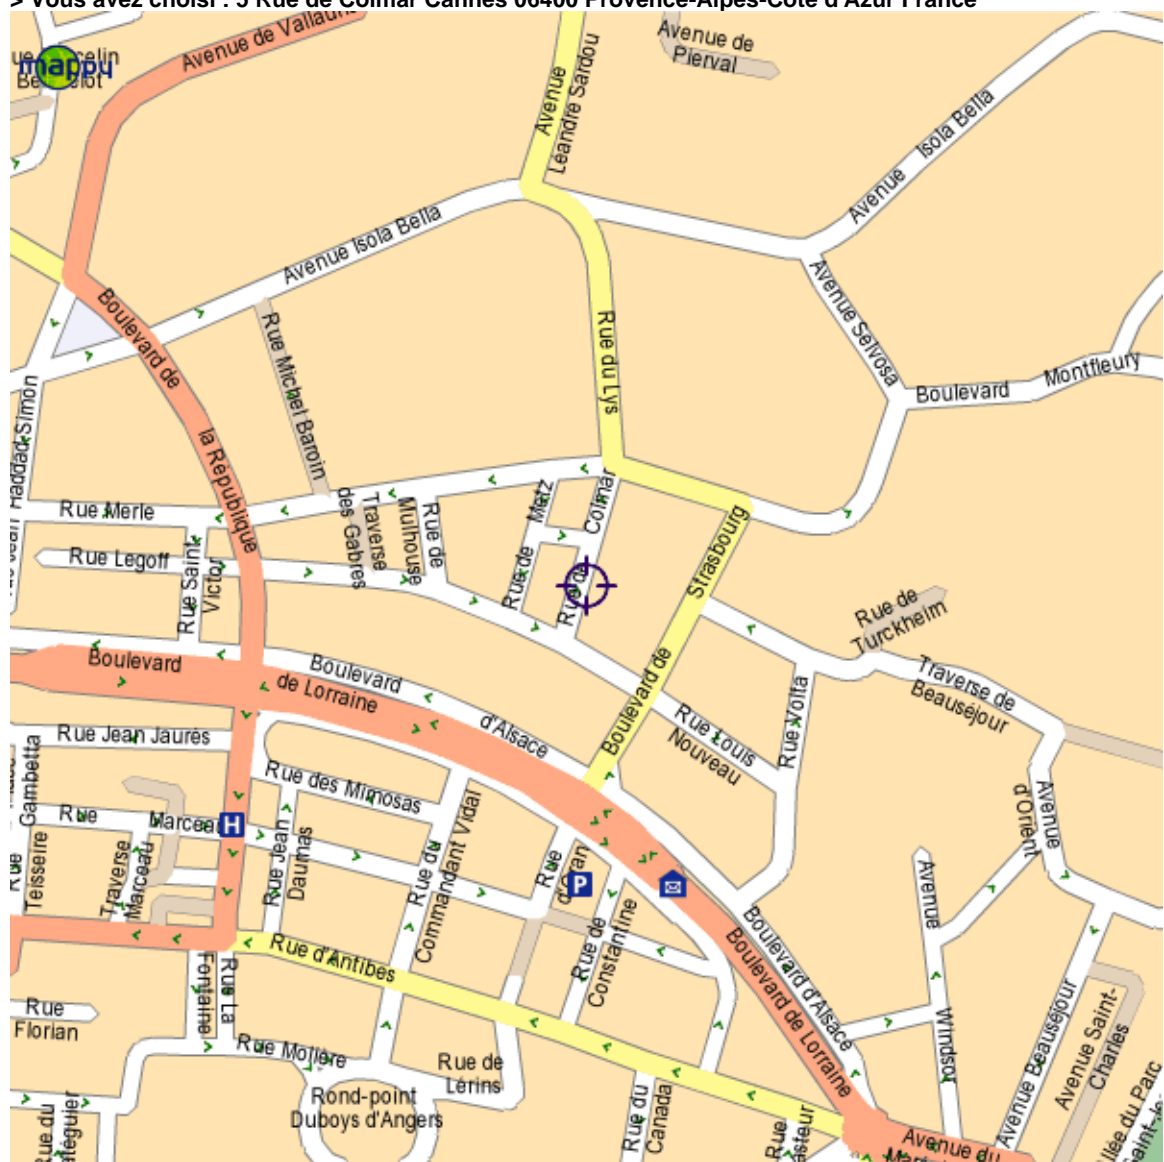 > Vous avez choisi : 5 Rue de Colmar Cannes 06400 Provence-Alpes-Côte d'Azur France
Avenue de
Pierval
mappy
Avenue
Léandre Sardou
Avenue Isola Bella
Avenue Isola Bella
Boulevard de
la République
Rue Michel Baroin
Rue du Lys
Avenue Selvosa
Boulevard Montfleury
Haddad-Simon
Rue Merle
Rue Legoff
Rue Saint
Victor
Traverse
des Gabres
Rue de
Mulhouse
Rue de Metz
Rue de Colmar
Boulevard de Strasbourg
Rue de
Turckheim
Traverse de
Beauséjour
Boulevard
de Lorraine
Boulevard
d'Alsace
Rue Louis
Nouveau
Rue Volta
Avenue
d'Orient
Rue Jean Jaurès
Gambetta
Rue des Mimosas
Rue Marceau
H
Rue
Teisseire
Traverse
Marceau
Rue Jean
Daumas
Rue du
Commandant Vidal
Rue
d'Oran
P
Rue de
Constantine
Boulevard d'Alsace
Boulevard de Lorraine
Avenue
Windsor
Avenue Beauséjour
Avenue Saint-
Charles
Rue d'Antibes
Rue La
Fontaine
Rue
Florian
Rue Molière
Rue de
Lérins
Rond-point
Duboys d'Angers
Rue du
Canada
Rue
Avenue du